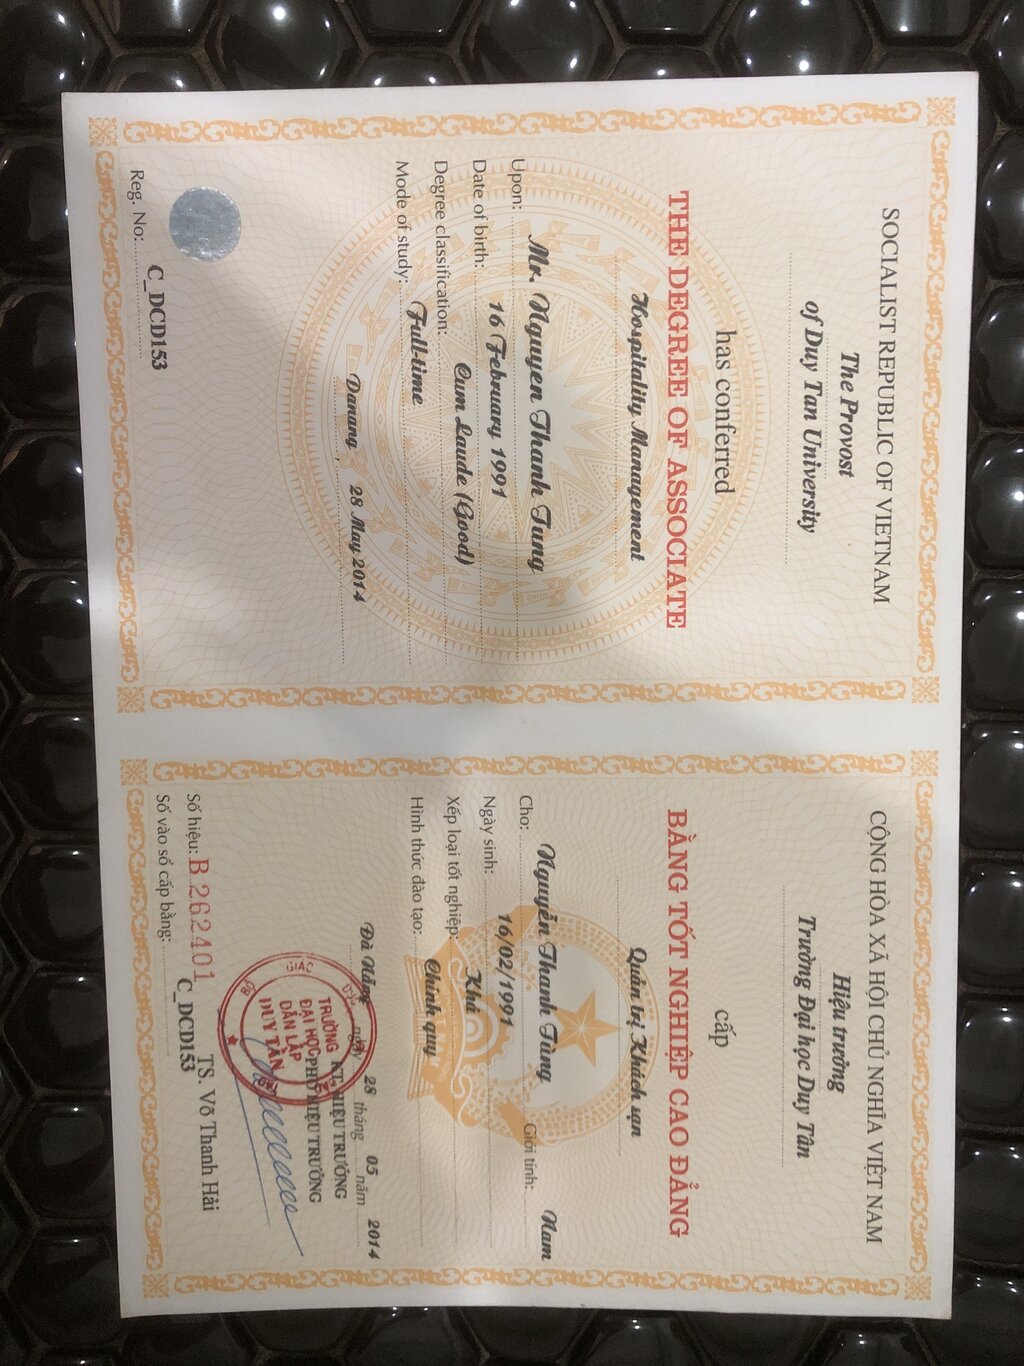 SOCIALIST REPUBLIC OF VIETNAM
The Provost
of Duy Tan University
has conferred
THE DEGREE OF ASSOCIATE
Hospitality Management
Upon: Mr. Nguyen Thanh Tung
Date of birth: 16 February 1991
Degree classification: Cum Laude (Good)
Mode of study: Full-time
Danang, 28 May 2014
Reg. No: C_DCD153
CỘNG HÒA XÃ HỘI CHỦ NGHĨA VIỆT NAM
Hiệu trưởng
Trường Đại học Duy Tân
cấp
BẰNG TỐT NGHIỆP CAO ĐẲNG
Quản trị Khách sạn
Cho: Nguyễn Thanh Tùng Giới tính: Nam
Ngày sinh: 16/02/1991
Xếp loại tốt nghiệp: Khá
Hình thức đào tạo: Chính quy
Đà Nẵng, ngày 28 tháng 05 năm 2014
KT. HIỆU TRƯỞNG
PHÓ HIỆU TRƯỞNG
TRƯỜNG
ĐẠI HỌC
DÂN LẬP
DUY TÂN
TS. Võ Thanh Hải
Số hiệu: B 262401
Số vào sổ cấp bằng: C_DCD153